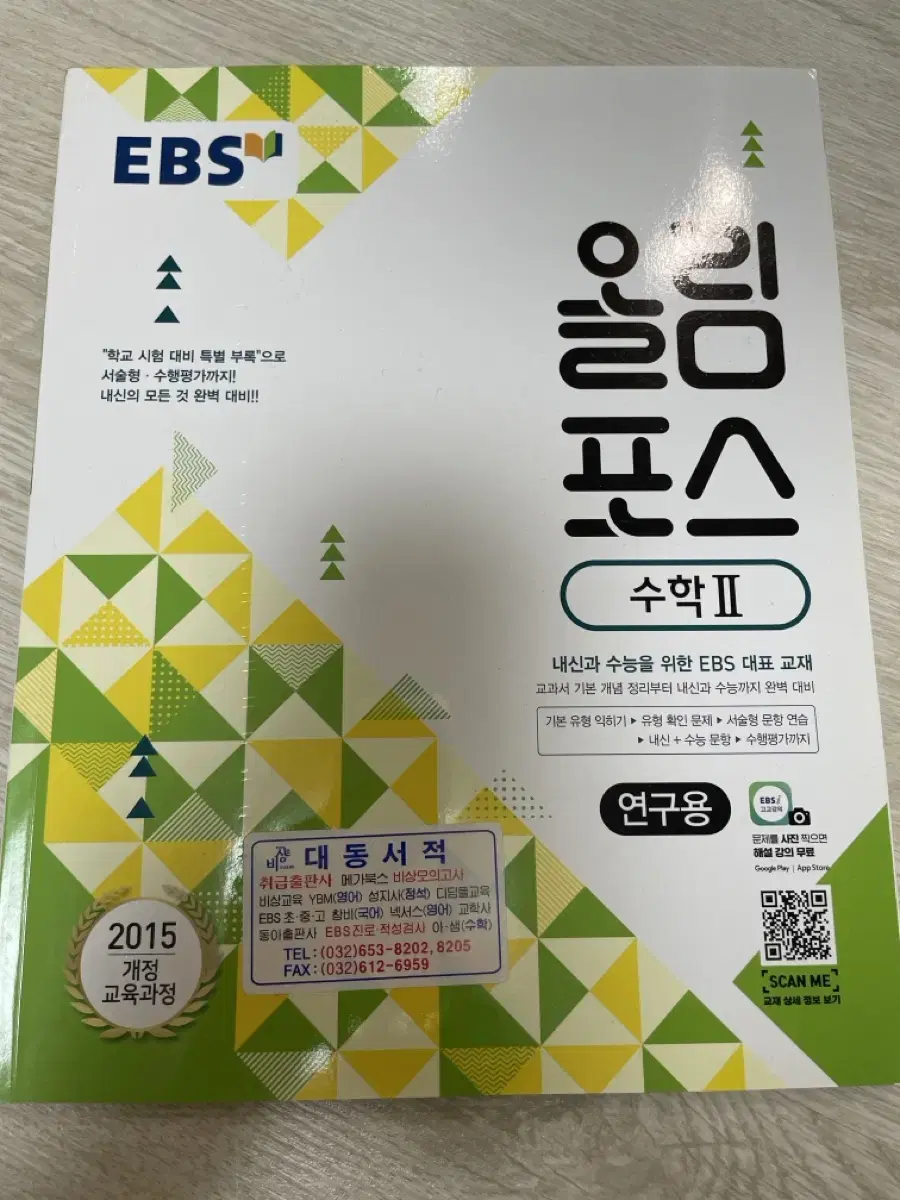 EBS
올림
포스
수학 Ⅱ
"학교 시험 대비 특별 부록"으로
서술형 · 수행평가까지!
내신의 모든 것 완벽 대비!!
내신과 수능을 위한 EBS 대표 교재
교과서 기본 개념 정리부터 내신과 수능까지 완벽 대비
기본 유형 익히기 ▶ 유형 확인 문제 ▶ 서술형 문항 연습
▶ 내신 + 수능 문항 ▶ 수행평가까지
연구용
EBSi
고교강의
문제를 사진 찍으면
해설 강의 무료
Google Play | App Store
SCAN ME
교재 상세 정보 보기
2015
개정
교육과정
비상 대동서적
취급출판사 메가북스 비상모의고사
비상교육 YBM(영어) 성지사(정석) 디딤돌교육
EBS 초·중·고 창비(국어) 넥서스(영어) 교학사
동아출판사 EBS진로·적성검사 아-샘(수학)
TEL : (032)653-8202, 8205
FAX : (032)612-6959